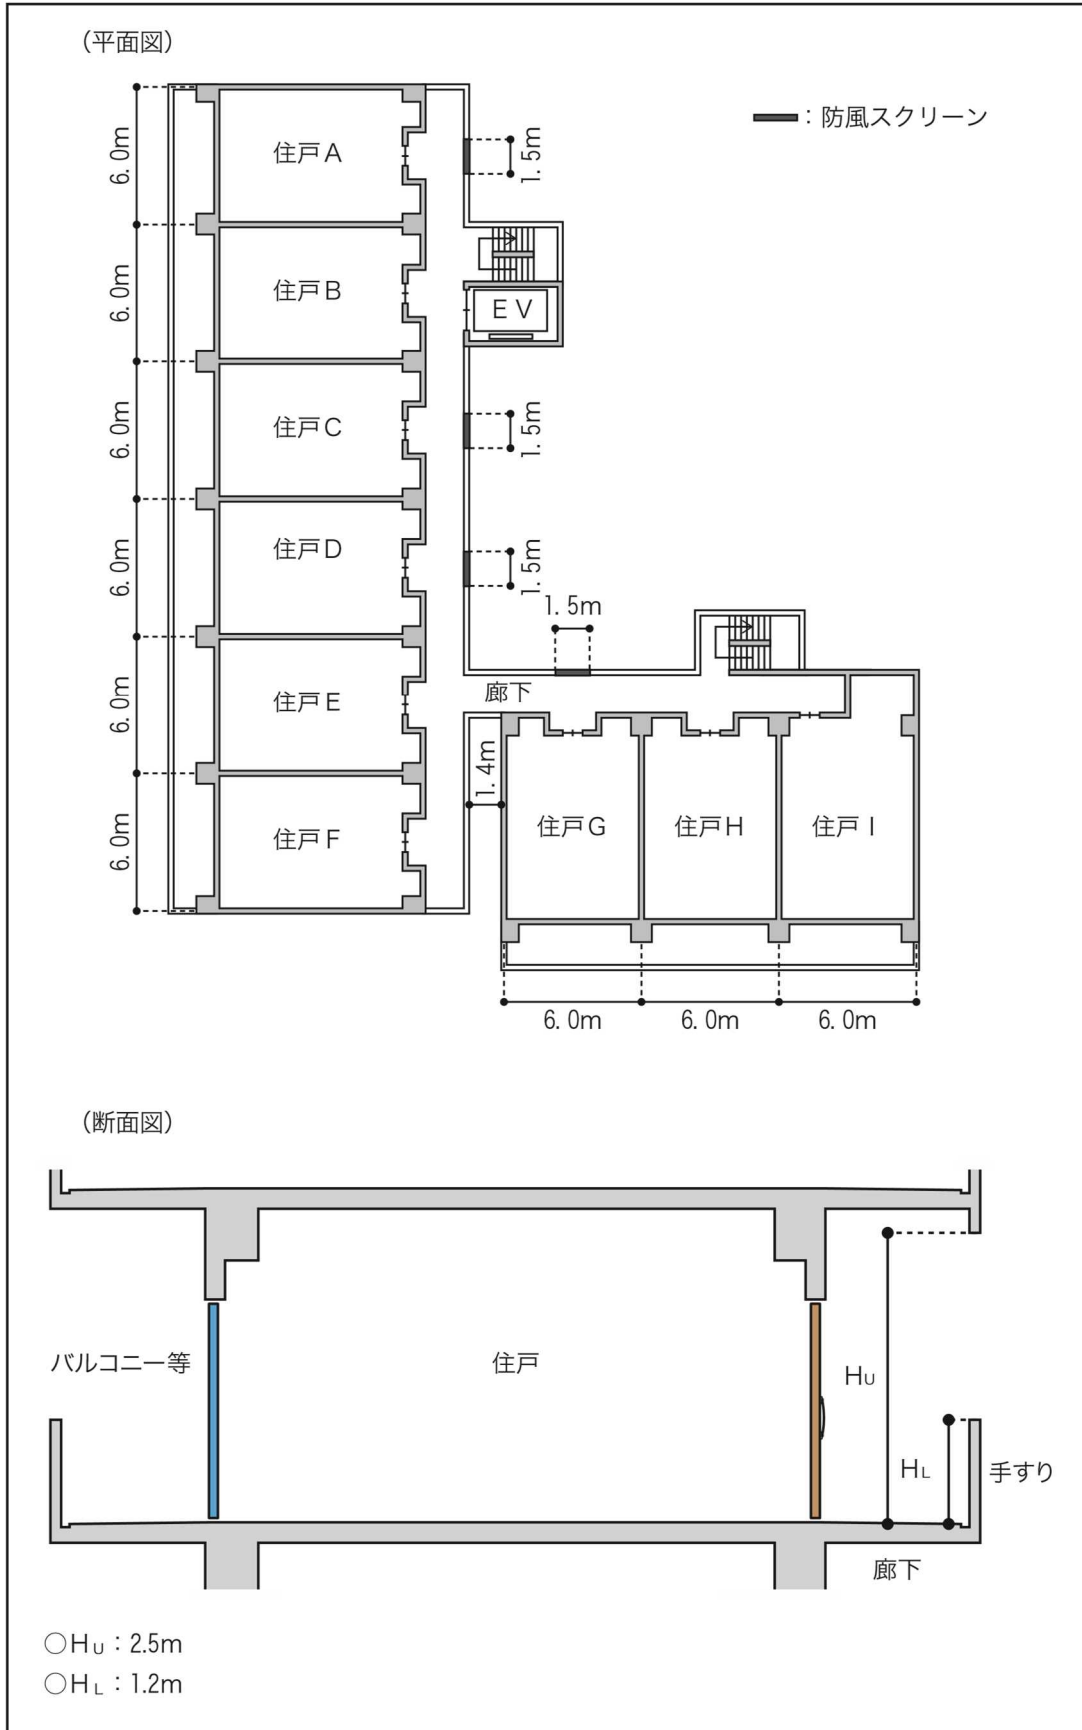 （平面図）
：防風スクリーン
6.0m
6.0m
6.0m
6.0m
6.0m
6.0m
住戸A
住戸B
住戸C
住戸D
住戸E
住戸F
1.5m
EV
1.5m
1.5m
1.5m
廊下
1.4m
住戸G
住戸H
住戸I
6.0m
6.0m
6.0m
（断面図）
バルコニー等
住戸
HU
HL
手すり
廊下
○HU：2.5m
○HL：1.2m